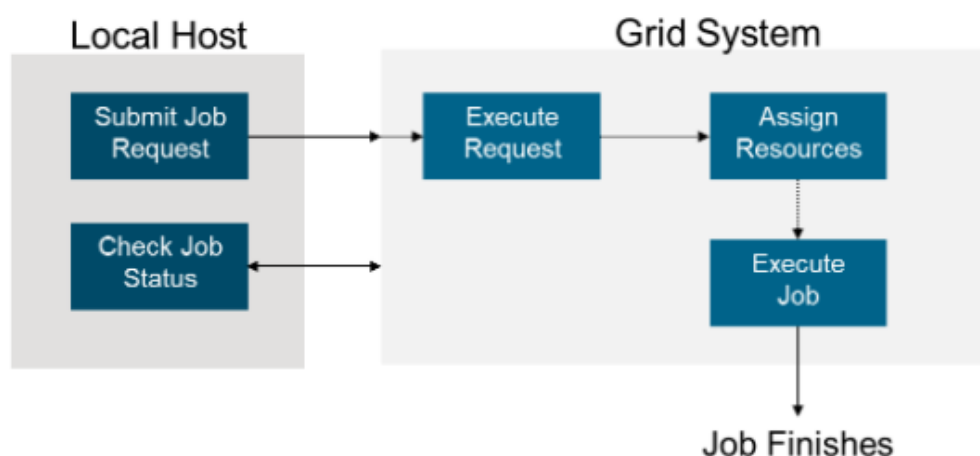 Local Host
Grid System
Submit Job
Request
Execute
Request
Assign
Resources
Check Job
Status
Execute
Job
Job Finishes